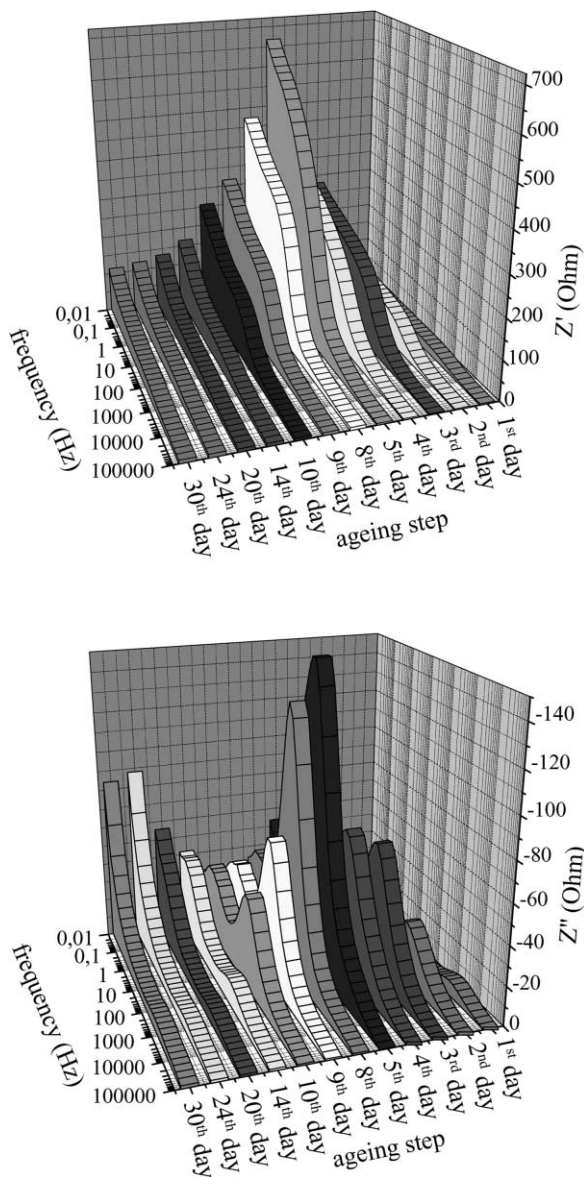 700
600
500
400
300
200
100
0
Z' (Ohm)
0,01
0,1
1
10
100
1000
10000
100000
frequency (Hz)
30th day
24th day
20th day
14th day
10th day
9th day
8th day
5th day
4th day
3rd day
2nd day
1st day
ageing step
-140
-120
-100
-80
-60
-40
-20
0
Z'' (Ohm)
0,01
0,1
1
10
100
1000
10000
100000
frequency (Hz)
30th day
24th day
20th day
14th day
10th day
9th day
8th day
5th day
4th day
3rd day
2nd day
1st day
ageing step